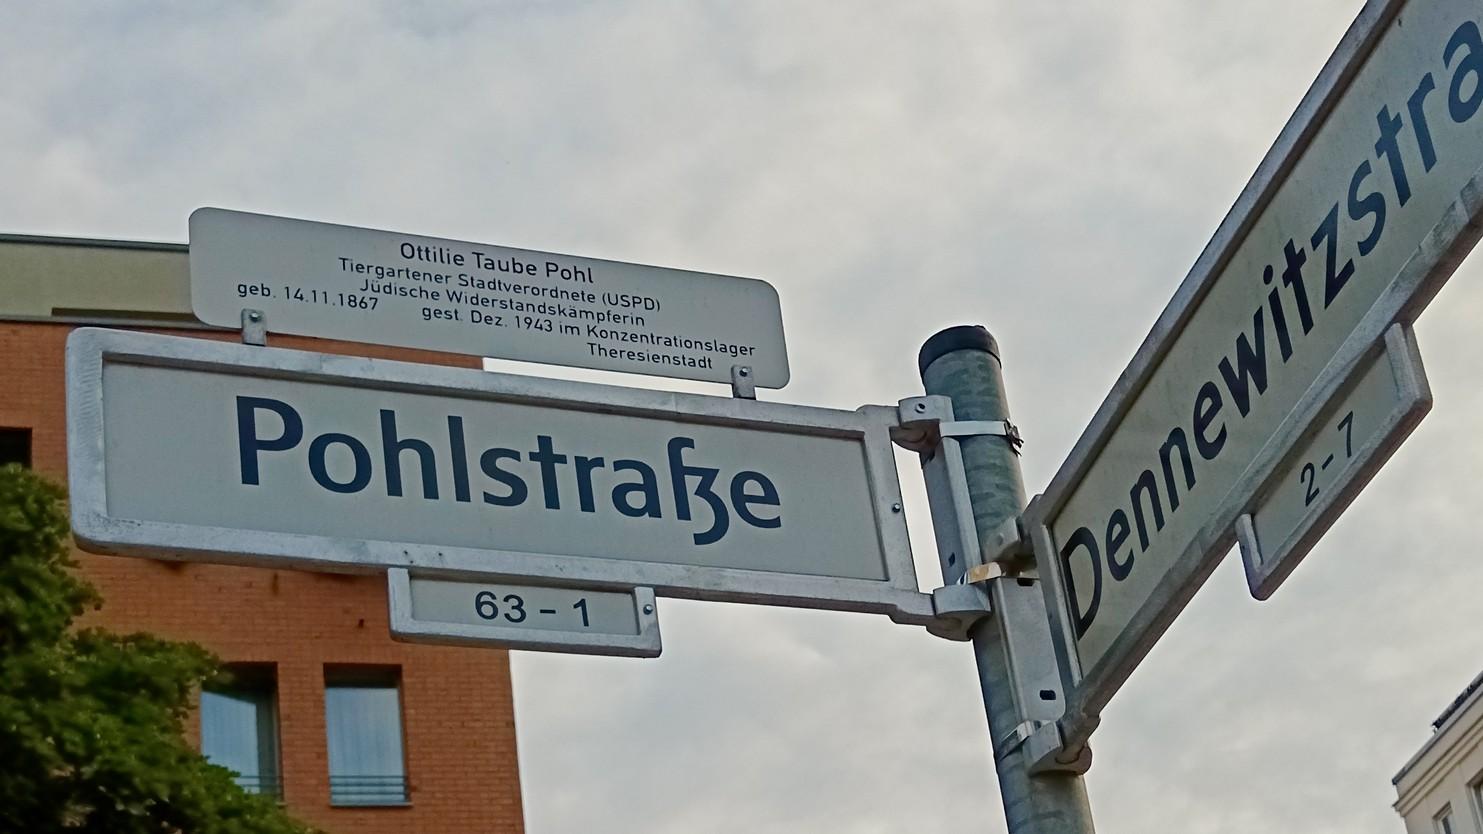 Ottilie Taube Pohl
Tiergartener Stadtverordnete (USPD)
Jüdische Widerstandskämpferin
geb. 14.11.1867 gest. Dez. 1943 im Konzentrationslager
Theresienstadt
Pohlstraße
63 - 1
Dennewitzstra
2-7